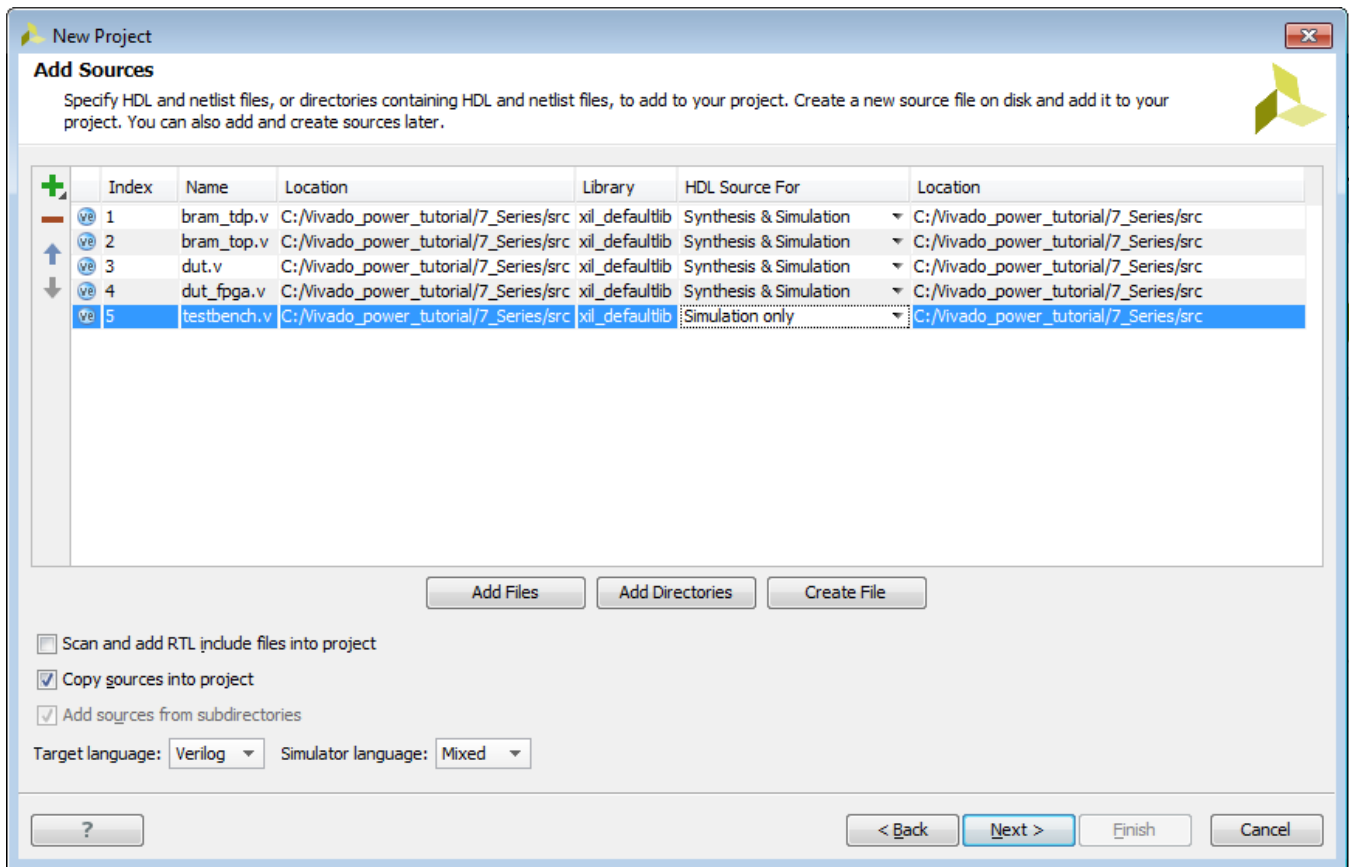 New Project
Add Sources
Specify HDL and netlist files, or directories containing HDL and netlist files, to add to your project. Create a new source file on disk and add it to your
project. You can also add and create sources later.
Index Name Location Library HDL Source For Location
1 bram_tdp.v C:/Vivado_power_tutorial/7_Series/src xil_defaultlib Synthesis & Simulation C:/Vivado_power_tutorial/7_Series/src
2 bram_top.v C:/Vivado_power_tutorial/7_Series/src xil_defaultlib Synthesis & Simulation C:/Vivado_power_tutorial/7_Series/src
3 dut.v C:/Vivado_power_tutorial/7_Series/src xil_defaultlib Synthesis & Simulation C:/Vivado_power_tutorial/7_Series/src
4 dut_fpga.v C:/Vivado_power_tutorial/7_Series/src xil_defaultlib Synthesis & Simulation C:/Vivado_power_tutorial/7_Series/src
5 testbench.v C:/Vivado_power_tutorial/7_Series/src xil_defaultlib Simulation only C:/Vivado_power_tutorial/7_Series/src
Add Files Add Directories Create File
Scan and add RTL include files into project
Copy sources into project
Add sources from subdirectories
Target language: Verilog Simulator language: Mixed
? < Back Next > Finish Cancel